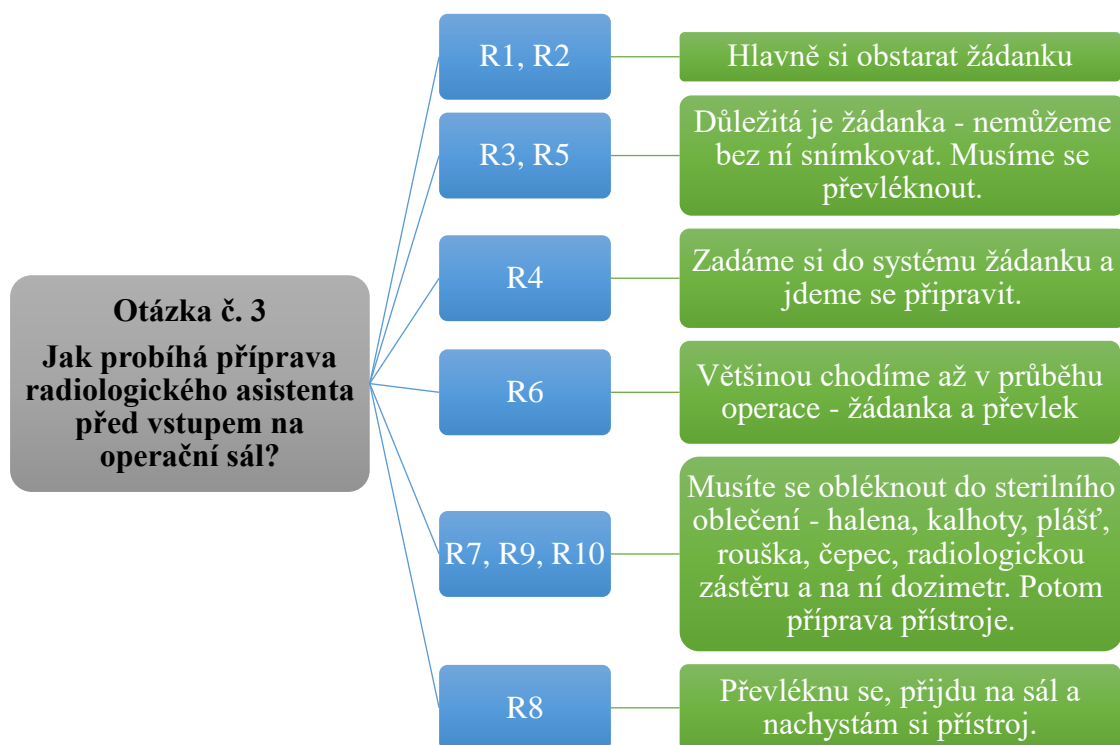 Otázka č. 3
Jak probíhá příprava
radiologického asistenta
před vstupem na
operační sál?
R1, R2
Hlavně si obstarat žádanku
R3, R5
Důležitá je žádanka - nemůžeme
bez ní snímkovat. Musíme se
převléknout.
R4
Zadáme si do systému žádanku a
jdeme se připravit.
R6
Většinou chodíme až v průběhu
operace - žádanka a převlek
R7, R9, R10
Musíte se obléknout do sterilního
oblečení - halena, kalhoty, plášť,
rouška, čepec, radiologickou
zástěru a na ní dozimetr. Potom
příprava přístroje.
R8
Převléknu se, přijdu na sál a
nachystám si přístroj.